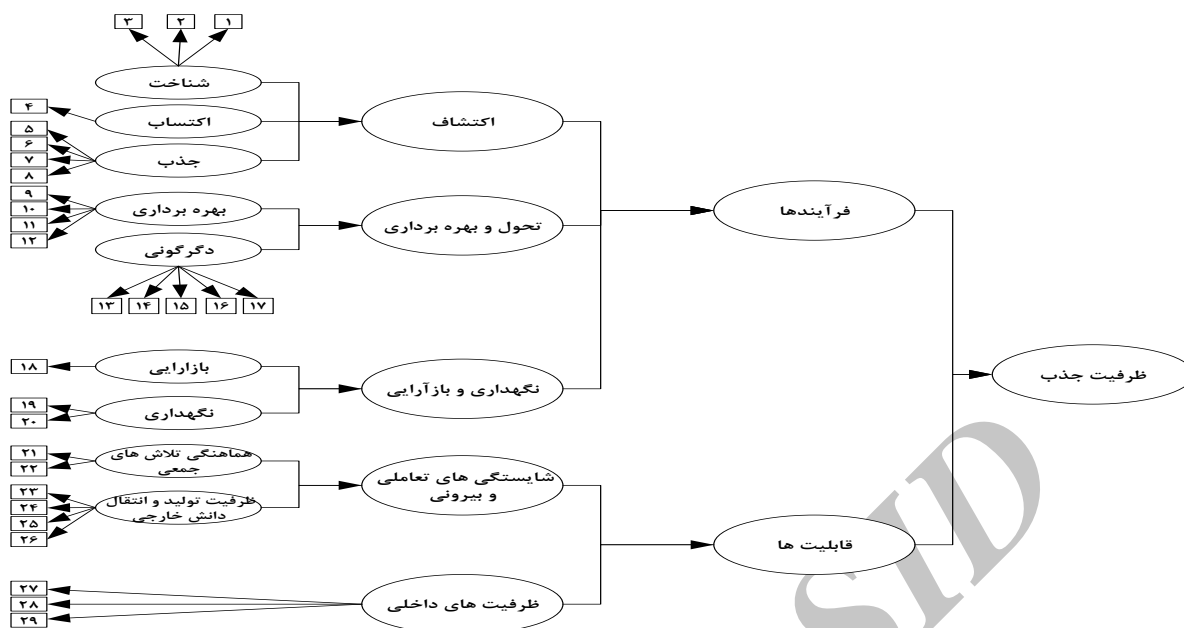 ۳ ۲ ۱
شناخت
۴
اکتساب
اکتشاف
۵
۶
جذب
۷
۸
فرآیندها
۹
بهره برداری
۱۰
۱۱
تحول و بهره برداری
۱۲
دگرگونی
۱۳ ۱۴ ۱۵ ۱۶ ۱۷
۱۸
بازارایی
ظرفیت جذب
نگهداری و بازآرایی
۱۹
نگهداری
۲۰
۲۱
هماهنگی تلاش های
جمعی
۲۲
شایستگی های تعاملی
و بیرونی
۲۳
ظرفیت تولید و انتقال
دانش خارجی
۲۴
۲۵
۲۶
قابلیت ها
۲۷
۲۸
ظرفیت های داخلی
۲۹
SID